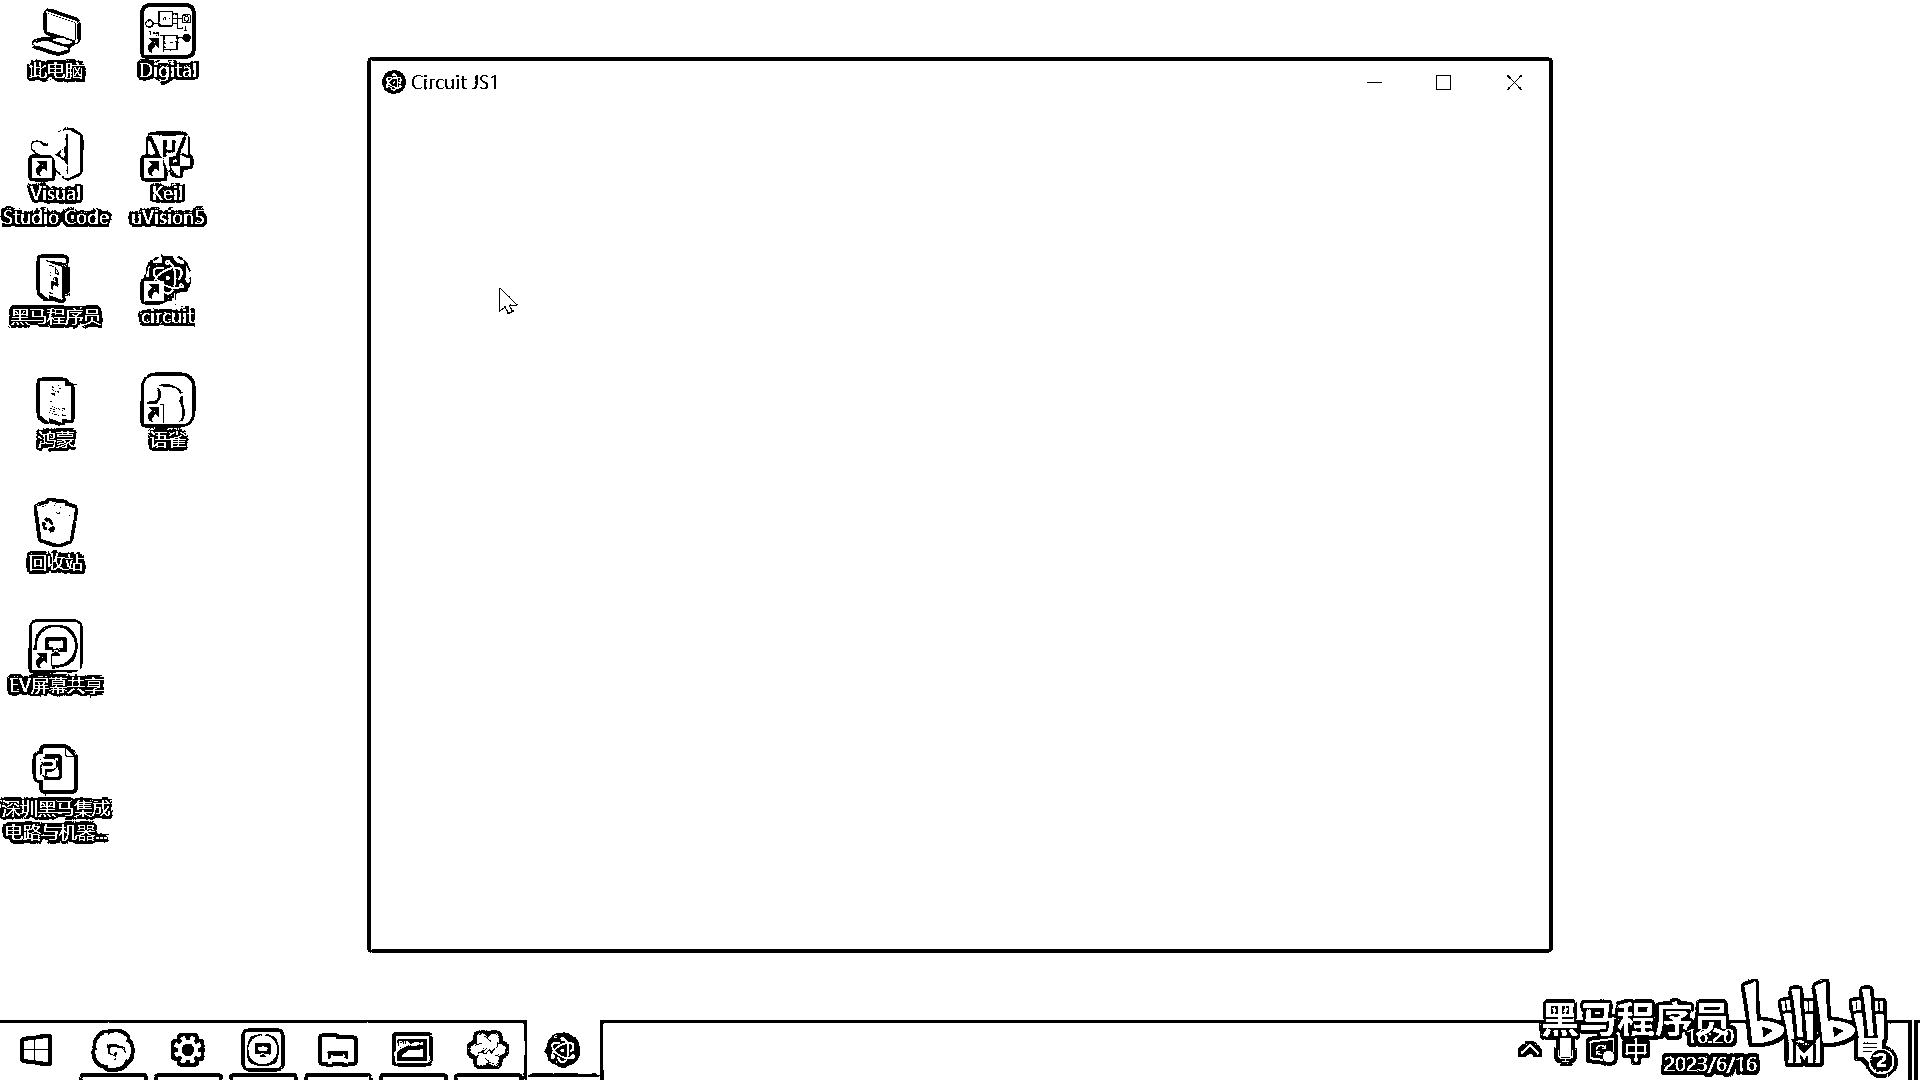 此电脑
Digital
Visual
Studio Code
Keil
uVision5
黑马程序员
circuit
鸿蒙
语雀
回收站
EV屏幕共享
深圳黑马集成
电路与机器...
Circuit JS1
黑马程序员 bilibili
16:20
中
2023/6/16
2